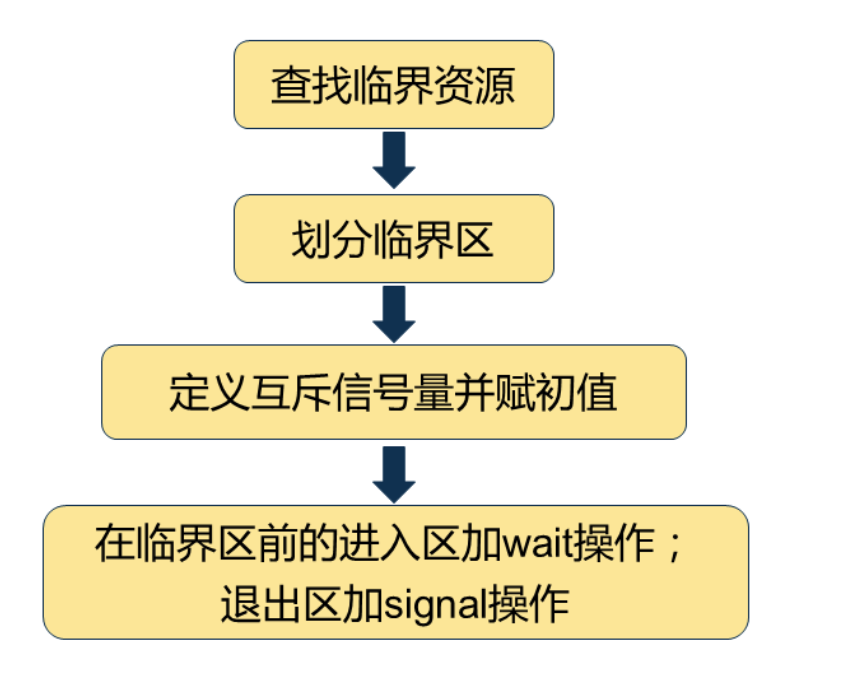 查找临界资源
划分临界区
定义互斥信号量并赋初值
在临界区前的进入区加wait操作；
退出区加signal操作